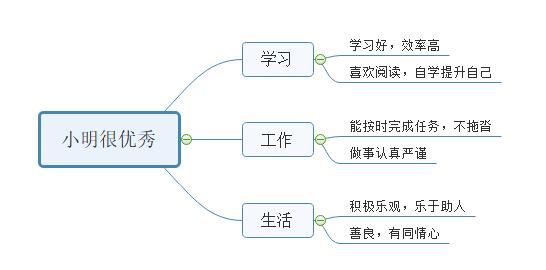 小明很优秀
学习
学习好，效率高
喜欢阅读，自学提升自己
工作
能按时完成任务，不拖沓
做事认真严谨
生活
积极乐观，乐于助人
善良，有同情心